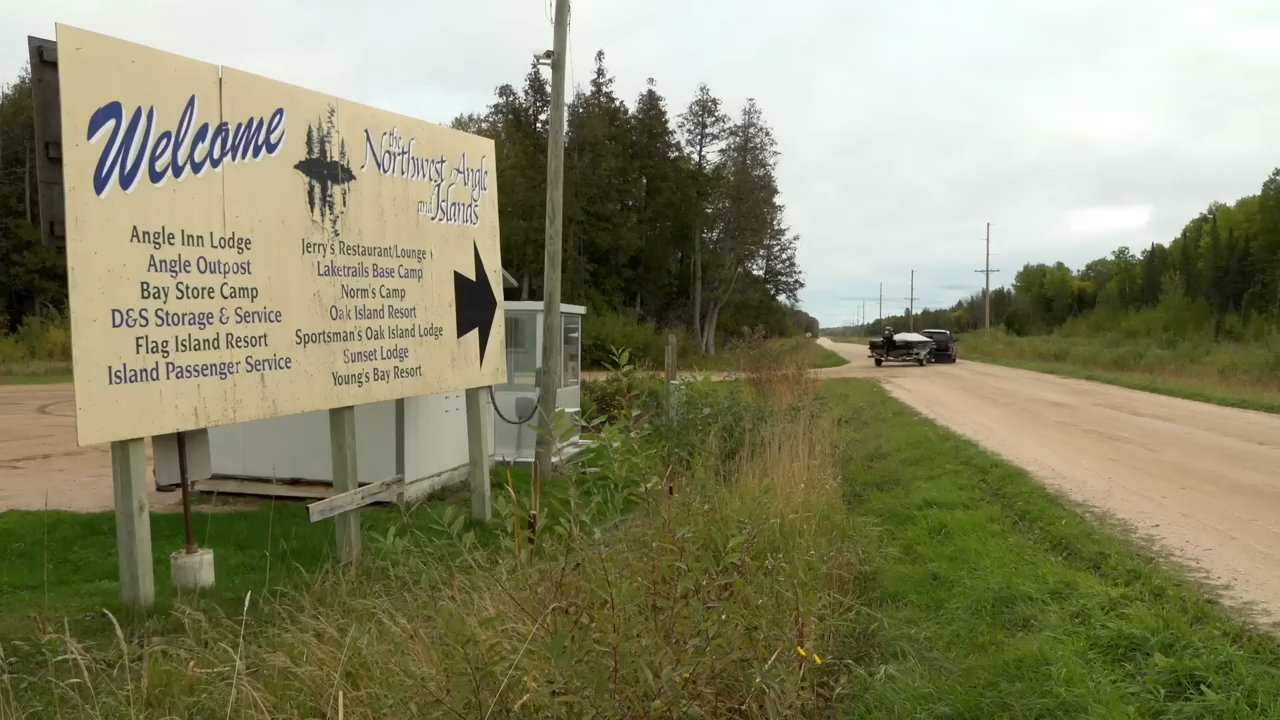 Welcome
the
Northwest Angle
and Islands
Angle Inn Lodge
Angle Outpost
Bay Store Camp
D&S Storage & Service
Flag Island Resort
Island Passenger Service
Jerry's Restaurant/Lounge
Laketrails Base Camp
Norm's Camp
Oak Island Resort
Sportsman's Oak Island Lodge
Sunset Lodge
Young's Bay Resort